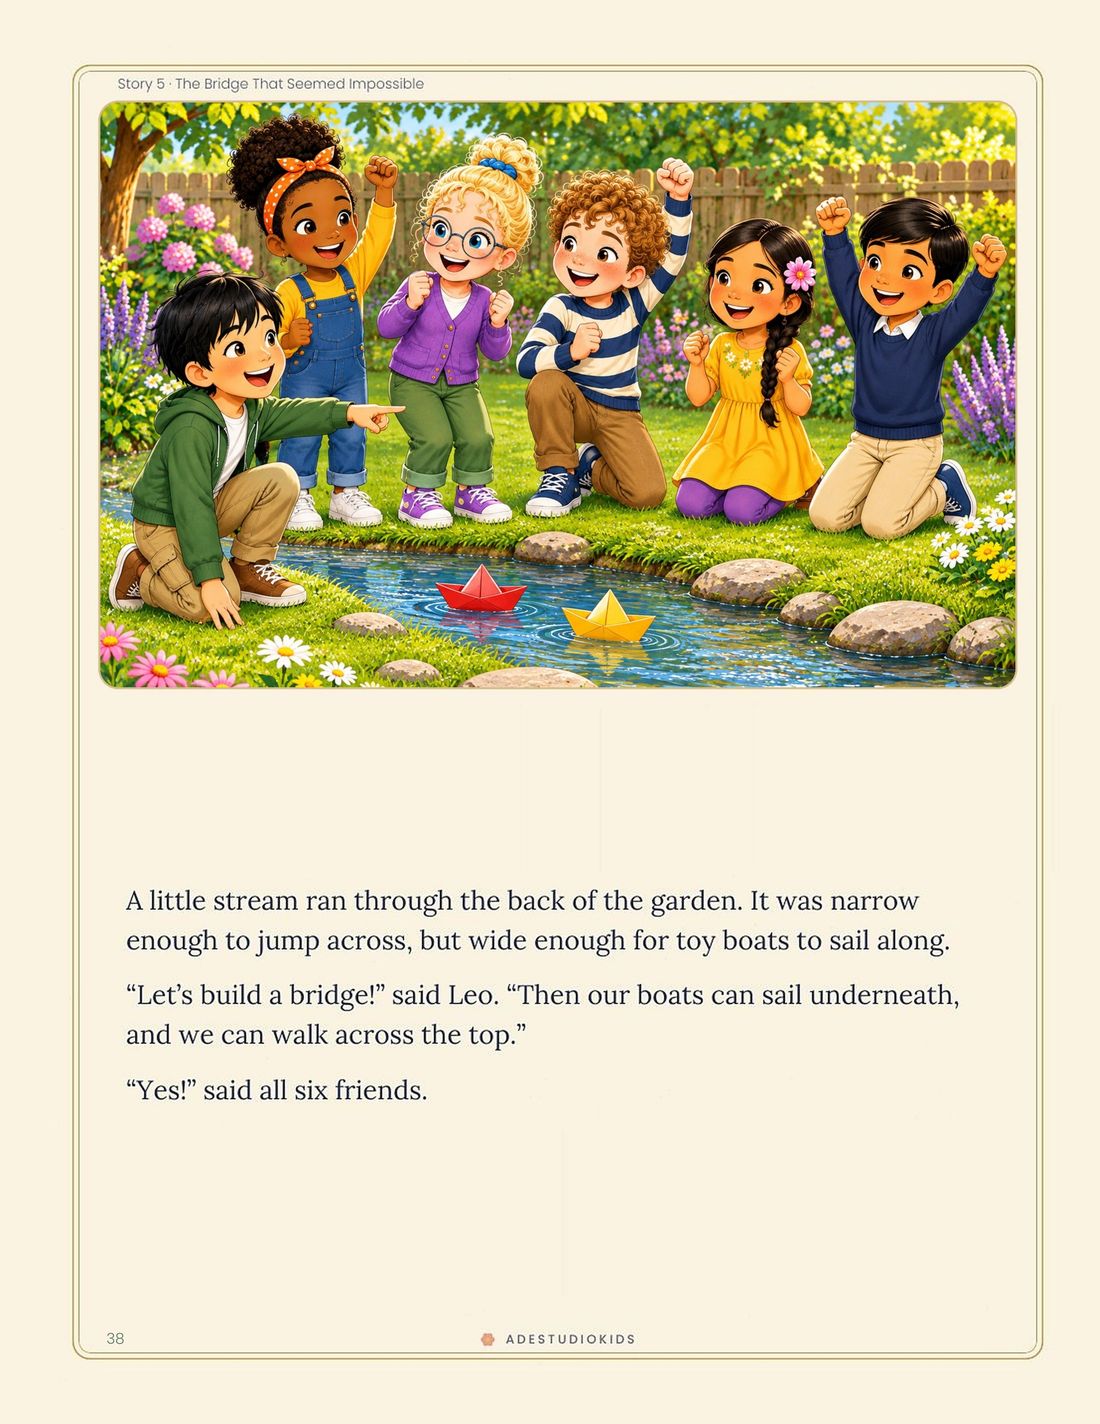 Story 5 · The Bridge That Seemed Impossible
A little stream ran through the back of the garden. It was narrow
enough to jump across, but wide enough for toy boats to sail along.
“Let’s build a bridge!” said Leo. “Then our boats can sail underneath,
and we can walk across the top.”
“Yes!” said all six friends.
38
ADESTUDIOKIDS